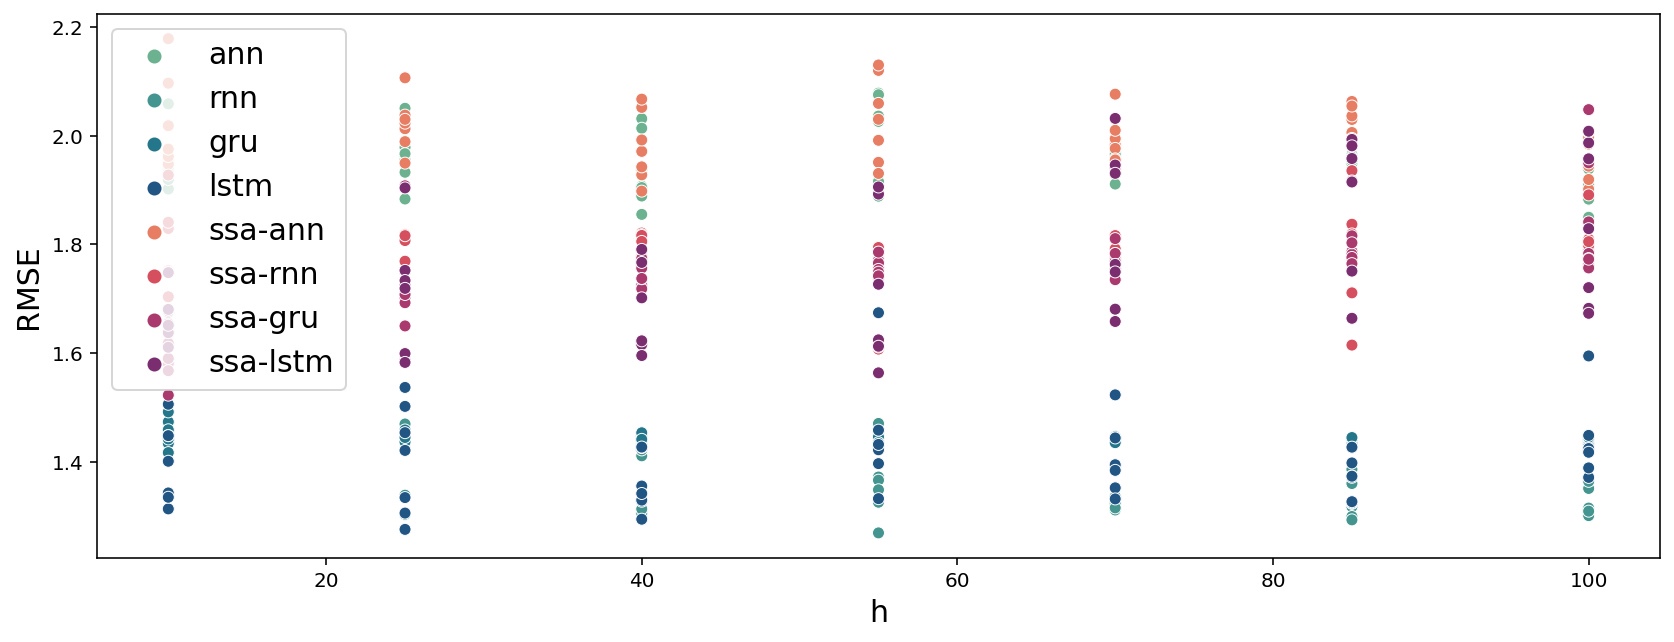 2.2
2.0
1.8
1.6
1.4
RMSE
ann
rnn
gru
lstm
ssa-ann
ssa-rnn
ssa-gru
ssa-lstm
20 40 60 80 100
h